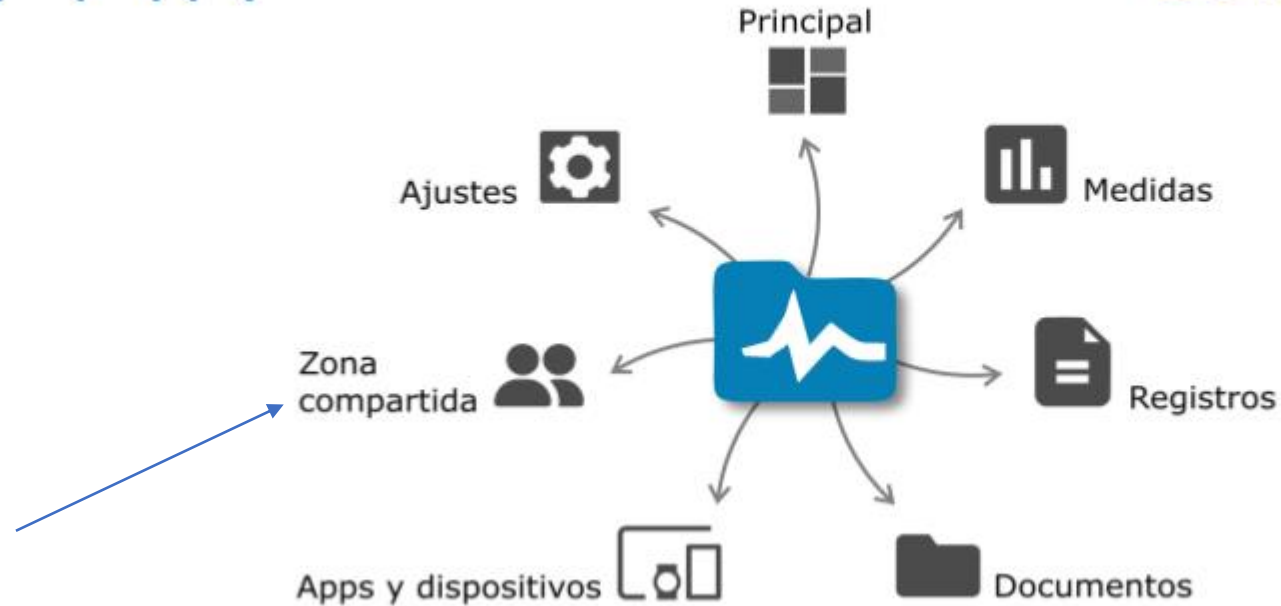 Principal
Ajustes
Medidas
Zona
compartida
Registros
Apps y dispositivos
Documentos